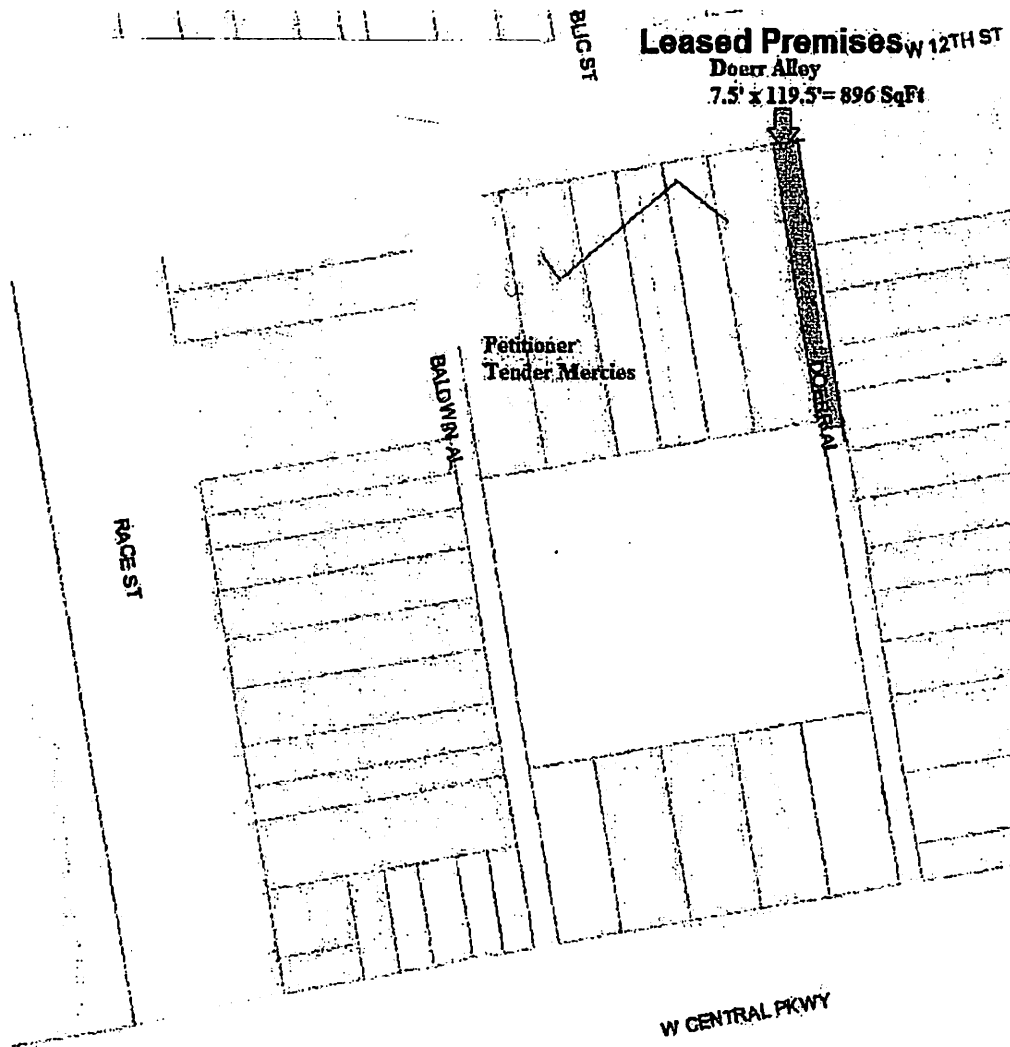 BLIC ST
Leased Premises
W 12TH ST
Doerr Alley
7.5' x 119.5'= 896 SqFt
Petitioner
Tender Mercies
BALDWIN AL
DOERR AL
RACE ST
W CENTRAL PKWY